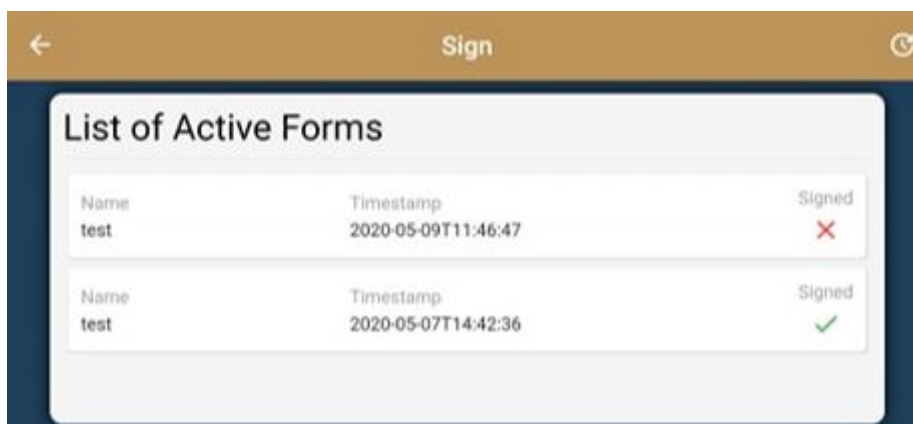 Sign
List of Active Forms
Name Timestamp Signed
test 2020-05-09T11:46:47
Name Timestamp Signed
test 2020-05-07T14:42:36